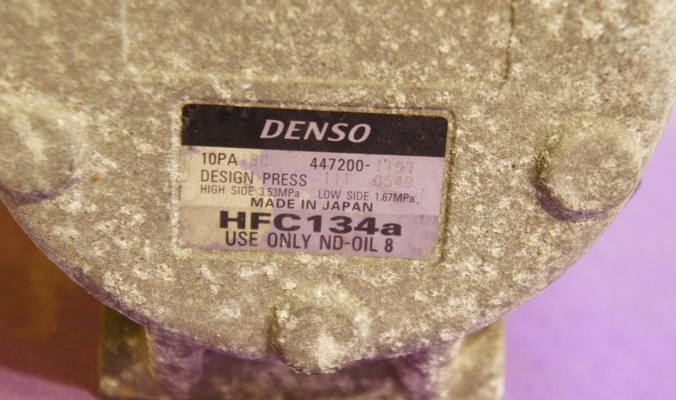 DENSO
10PA15C 447200-
DESIGN PRESS
HIGH SIDE 3.53MPa LOW SIDE 1.67MPa
MADE IN JAPAN
HFC134a
USE ONLY ND-OIL 8